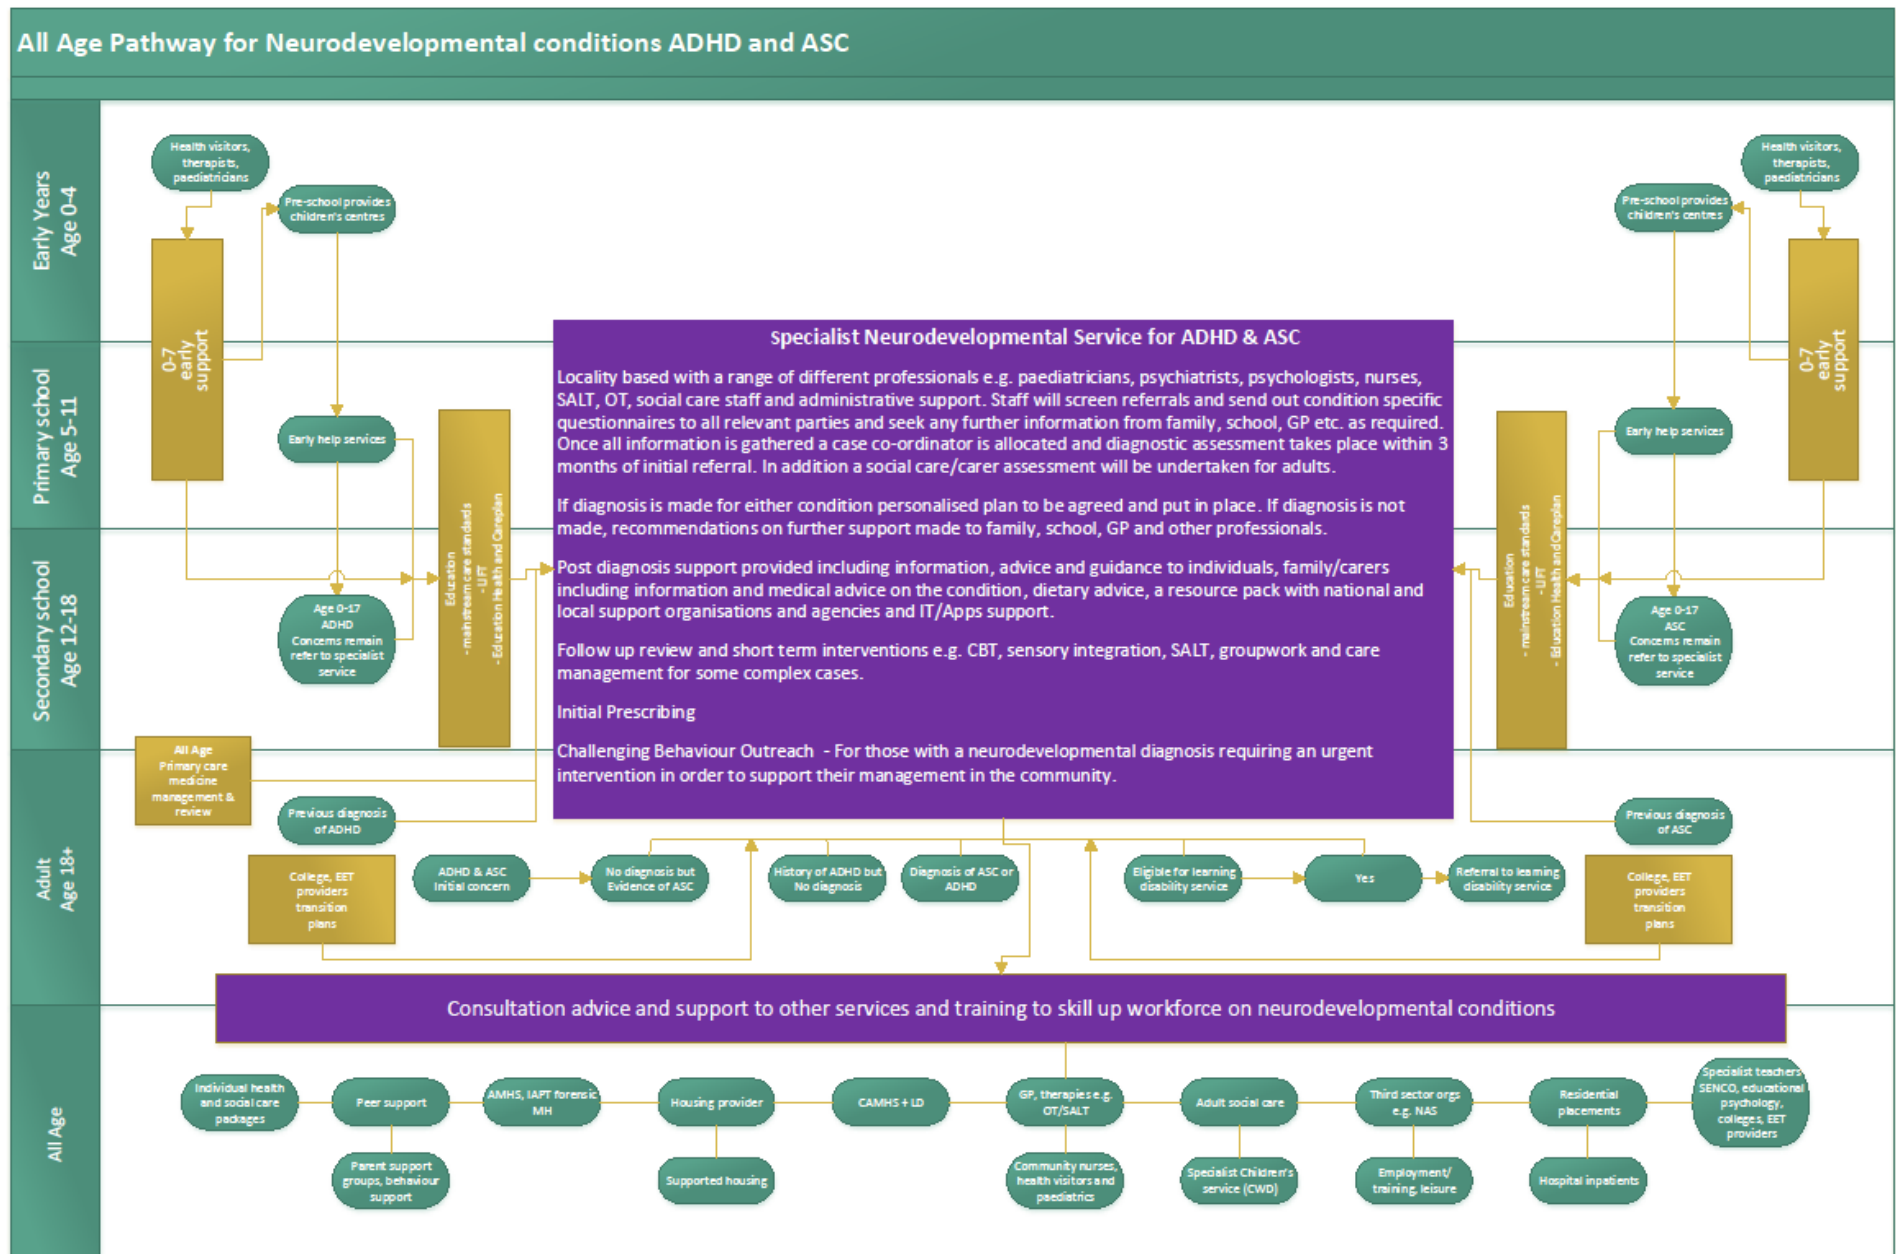 All Age Pathway for Neurodevelopmental conditions ADHD and ASC
Early Years
Age 0-4
Health visitors,
therapists,
paediatricians
Pre-school provides
children's centres
0-7
early
support
Health visitors,
therapists,
paediatricians
Pre-school provides
children's centres
0-7
early
support
Primary school
Age 5-11
Early help services
Education
- mainstream care standards
- LIFT
- Education Health and Careplan
Specialist Neurodevelopmental Service for ADHD & ASC
Locality based with a range of different professionals e.g. paediatricians, psychiatrists, psychologists, nurses,
SALT, OT, social care staff and administrative support. Staff will screen referrals and send out condition specific
questionnaires to all relevant parties and seek any further information from family, school, GP etc. as required.
Once all information is gathered a case co-ordinator is allocated and diagnostic assessment takes place within 3
months of initial referral. In addition a social care/carer assessment will be undertaken for adults.
If diagnosis is made for either condition personalised plan to be agreed and put in place. If diagnosis is not
made, recommendations on further support made to family, school, GP and other professionals.
Post diagnosis support provided including information, advice and guidance to individuals, family/carers
including information and medical advice on the condition, dietary advice, a resource pack with national and
local support organisations and agencies and IT/Apps support.
Follow up review and short term interventions e.g. CBT, sensory integration, SALT, groupwork and care
management for some complex cases.
Initial Prescribing
Challenging Behaviour Outreach  - For those with a neurodevelopmental diagnosis requiring an urgent
intervention in order to support their management in the community.
Early help services
Education
- mainstream care standards
- LIFT
- Education Health and Careplan
Secondary school
Age 12-18
Age 0-17
ADHD
Concerns remain
refer to specialist
service
Age 0-17
ASC
Concerns remain
refer to specialist
service
Adult
Age 18+
All Age
Primary care
medicine
management &
review
Previous diagnosis
of ADHD
Previous diagnosis
of ASC
College, EET
providers
transition
plans
ADHD & ASC
Initial concern
No diagnosis but
Evidence of ASC
History of ADHD but
No diagnosis
Diagnosis of ASC or
ADHD
Eligible for learning
disability service
Yes
Referral to learning
disability service
College, EET
providers
transition
plans
Consultation advice and support to other services and training to skill up workforce on neurodevelopmental conditions
All Age
Individual health
and social care
packages
Peer support
AMHS, IAPT forensic
MH
Housing provider
CAMHS + LD
GP, therapies e.g.
OT/SALT
Adult social care
Third sector orgs
e.g. NAS
Residential
placements
Specialist teachers
SENCO, educational
psychology,
colleges, EET
providers
Parent support
groups, behaviour
support
Supported housing
Community nurses,
health visitors and
paediatrics
Specialist Children's
service (CWD)
Employment/
training, leisure
Hospital inpatients